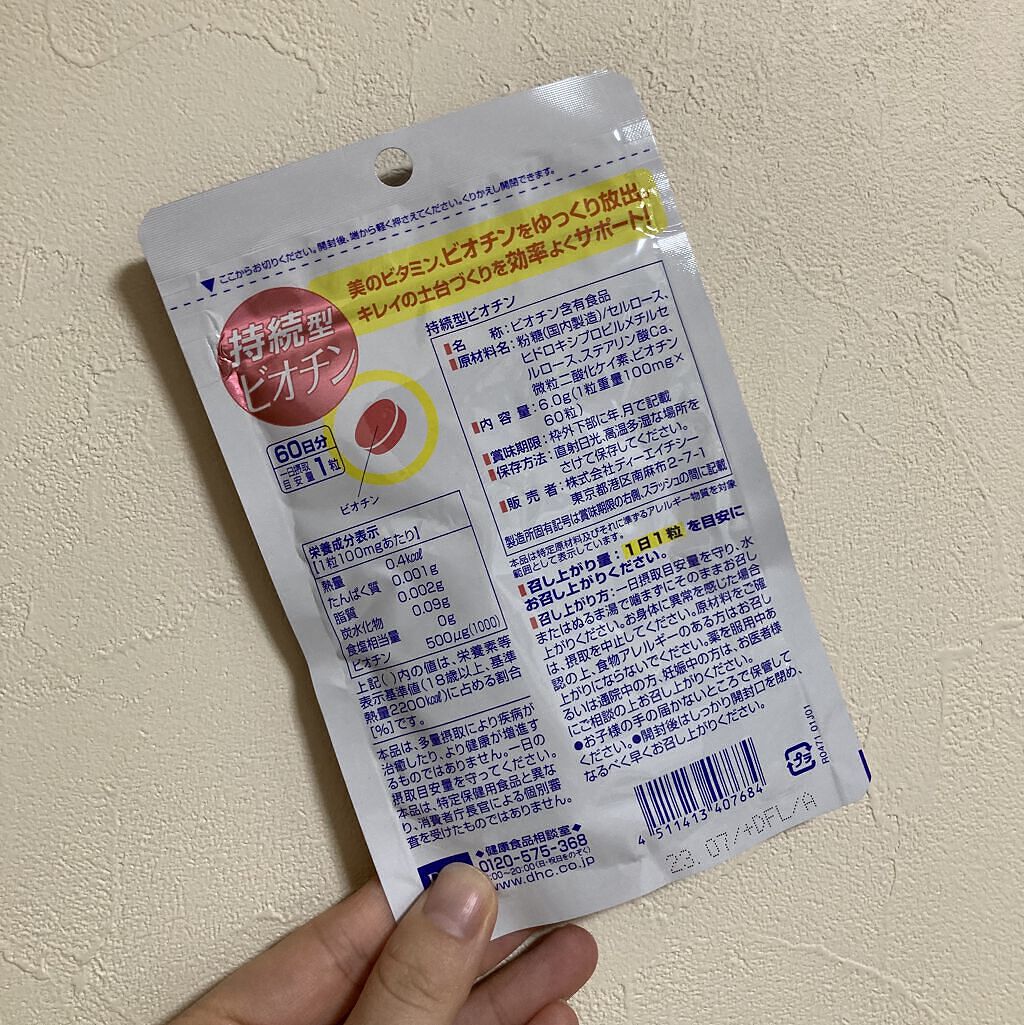 ここからお切りください。開封後、端から軽く押さえてください。くりかえし開閉できます。
美のビタミン、ビオチンをゆっくり放出。
キレイの土台づくりを効率よくサポート!
持続型
ビオチン
60日分
一日摂取
目安量
1粒
ビオチン
持続型ビオチン
名称:ビオチン含有食品
原材料名:粉糖(国内製造)/セルロース、
ヒドロキシプロピルメチルセ
ルロース、ステアリン酸Ca、
微粒二酸化ケイ素、ビオチン
内容量:6.0g(1粒重量100mg×
60粒)
賞味期限:枠外下部に年.月で記載
保存方法:直射日光、高温多湿な場所を
さけて保存してください。
販売者:株式会社ディーエイチシー
東京都港区南麻布2-7-1
製造所固有記号は賞味期限の右側、スラッシュの間に記載
本品は特定原材料及びそれに準ずるアレルギー物質を対象
範囲として表示しています。
召し上がり量:1日1粒を目安に
お召し上がりください。
召し上がり方:一日摂取目安量を守り、水
またはぬるま湯で噛まずにそのままお召し
上がりください。お身体に異常を感じた場合
は、摂取を中止してください。原材料をご確
認の上、食物アレルギーのある方はお召し
上がりにならないでください。薬を服用中あ
るいは通院中の方、妊娠中の方は、お医者様
にご相談の上お召し上がりください。
●お子様の手の届かないところで保管して
ください。●開封後はしっかり開封口を閉め、
なるべく早くお召し上がりください。
栄養成分表示
[1粒100mgあたり]
熱量 0.4kcal
たんぱく質 0.001g
脂質 0.002g
炭水化物 0.09g
食塩相当量 0g
ビオチン 500μg(1000)
上記( )内の値は、栄養素等
表示基準値(18歳以上、基準
熱量2200kcal)に占める割合
[%]です。
本品は、多量摂取により疾病が
治癒したり、より健康が増進す
るものではありません。一日の
摂取目安量を守ってください。
本品は、特定保健用食品と異な
り、消費者庁長官による個別審
査を受けたものではありません。
◆健康食品相談室◆
0120-575-368
:00~20:00(日・祝日をのぞく)
www.dhc.co.jp
プラ
4 511413 407684
23.07/+DFL/A